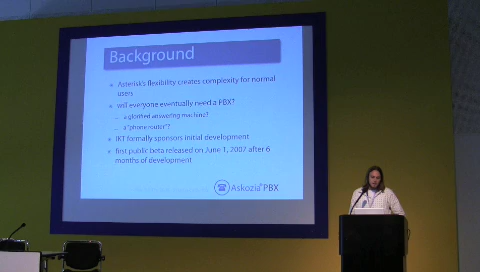 Background
Asterisk's flexibility creates complexity for normal
users
will everyone eventually need a PBX?
... a glorified answering machine?
... a "phone router"?
IKT formally sponsors initial development
first public beta released on June 1, 2007 after 6
months of development
Askozia PBX